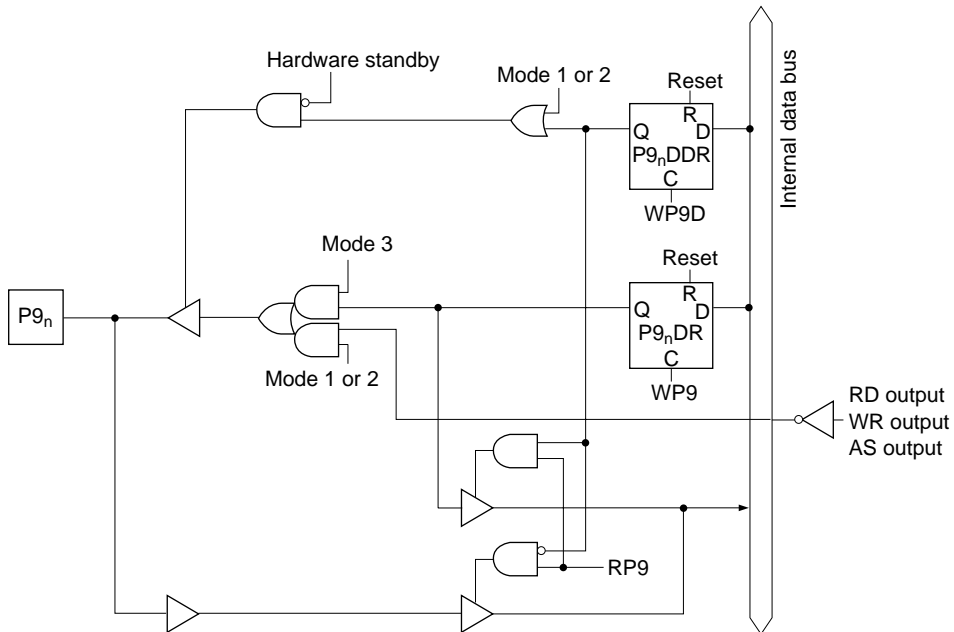 Hardware standby
Mode 1 or 2
Reset
R
Q
D
P9nDDR
C
WP9D
Internal data bus
Mode 3
Reset
R
Q
D
P9nDR
C
WP9
P9n
Mode 1 or 2
RD output
WR output
AS output
RP9